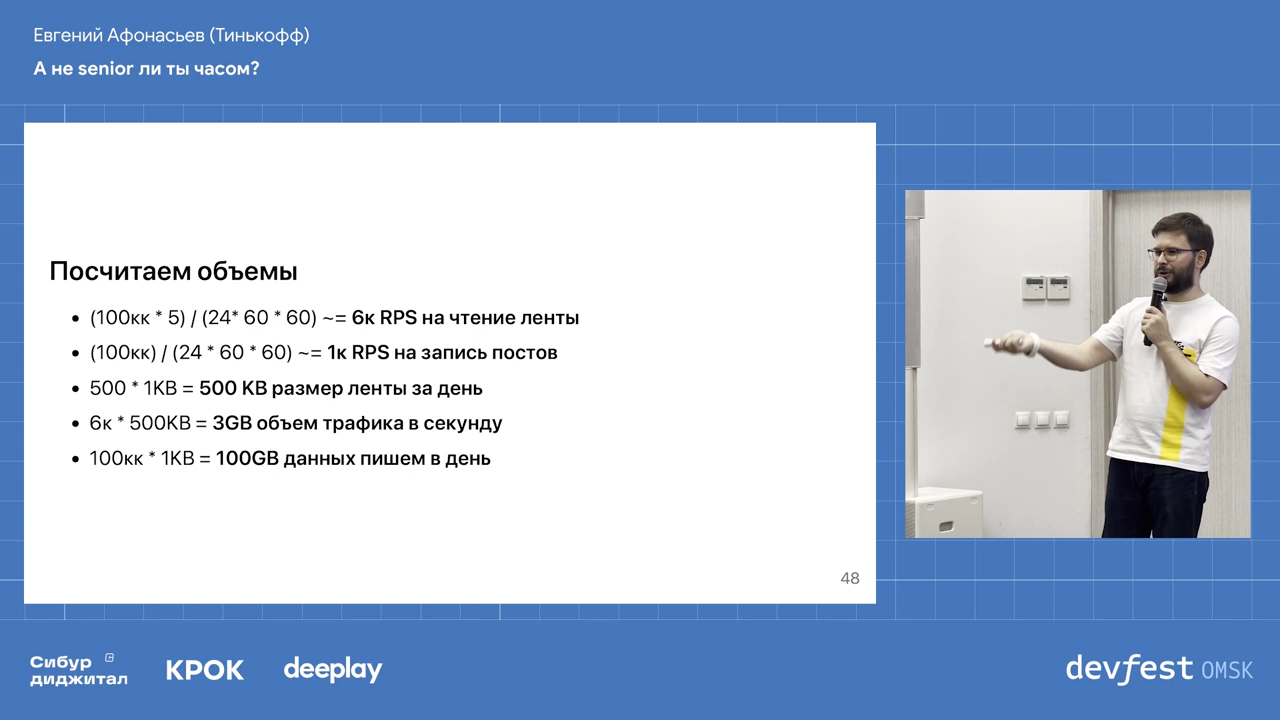 Евгений Афонасьев (Тинькофф)
А не senior ли ты часом?
Посчитаем объемы
• (100кк * 5) / (24* 60 * 60) ~= 6к RPS на чтение ленты
• (100кк) / (24 * 60 * 60) ~= 1к RPS на запись постов
• 500 * 1KB = 500 KB размер ленты за день
• 6к * 500KB = 3GB объем трафика в секунду
• 100кк * 1KB = 100GB данных пишем в день
48
Сибур
диджитал
КРОК
deeplay
devfest OMSK